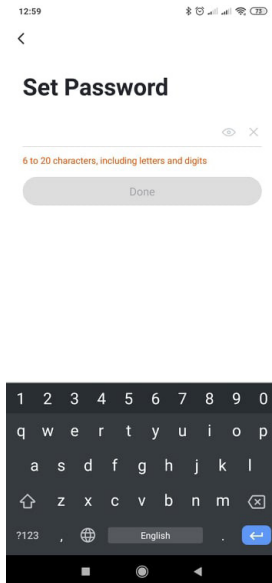 12:59
73
Set Password
6 to 20 characters, including letters and digits
Done
1 2 3 4 5 6 7 8 9 0
q w e r t y u i o p
a s d f g h j k l
z x c v b n m
?123 , English .